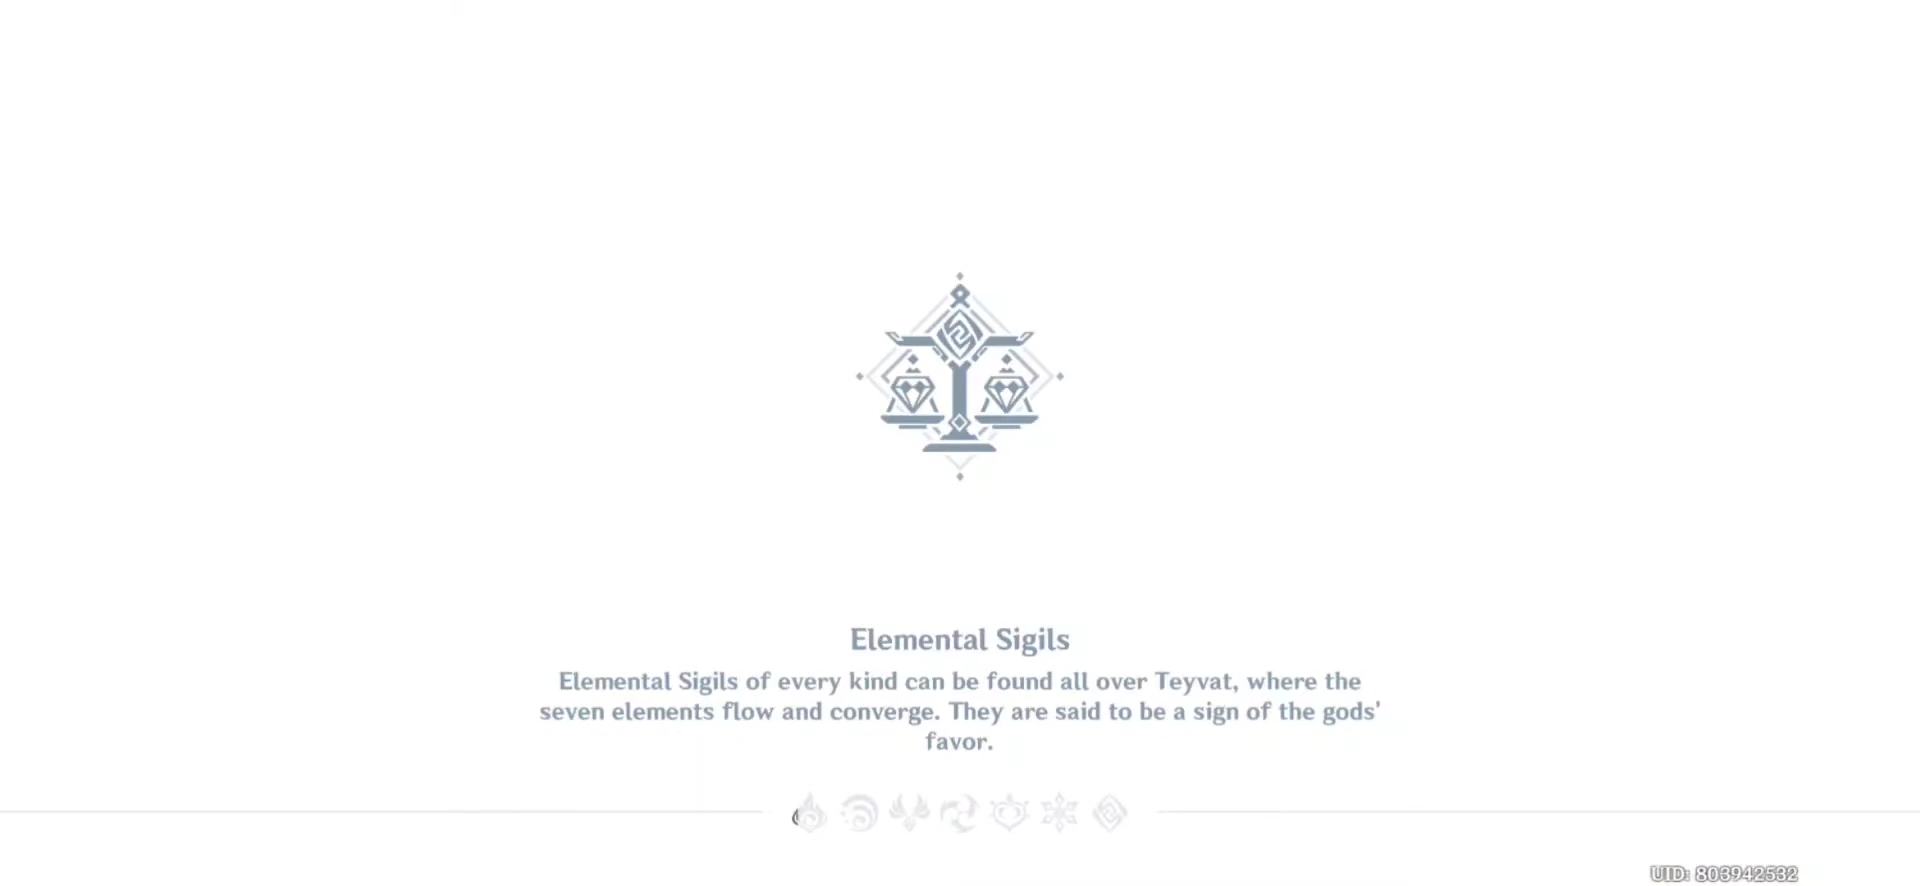 Elemental Sigils
Elemental Sigils of every kind can be found all over Teyvat, where the
seven elements flow and converge. They are said to be a sign of the gods'
favor.
UID: 803942532